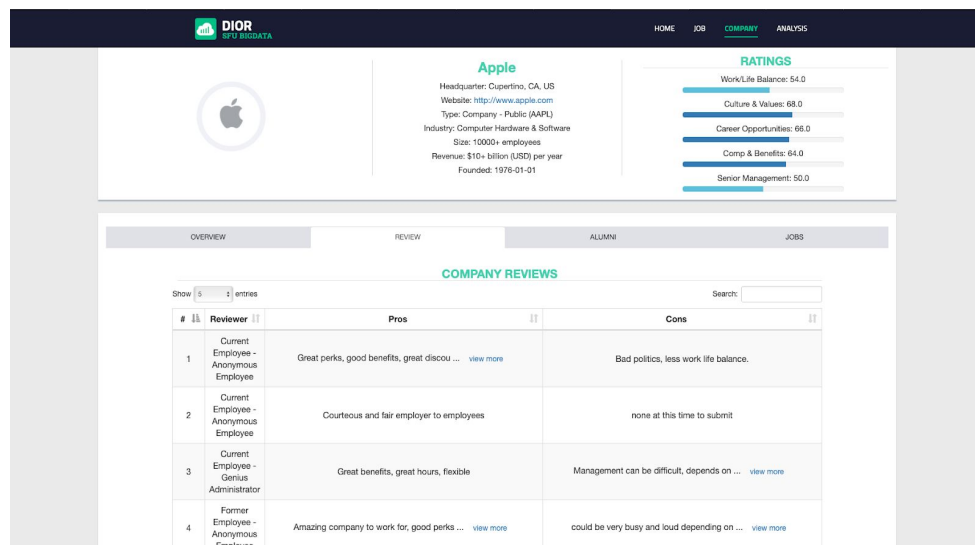 DIOR
SFU BIGDATA
HOME JOB COMPANY ANALYSIS
Apple
Headquarter: Cupertino, CA, US
Website: http://www.apple.com
Type: Company - Public (AAPL)
Industry: Computer Hardware & Software
Size: 10000+ employees
Revenue: $10+ billion (USD) per year
Founded: 1976-01-01
RATINGS
Work/Life Balance: 54.0
Culture & Values: 68.0
Career Opportunities: 66.0
Comp & Benefits: 64.0
Senior Management: 50.0
OVERVIEW REVIEW ALUMNI JOBS
COMPANY REVIEWS
Show 5 entries
Search:
# Reviewer Pros Cons
1
Current
Employee -
Anonymous
Employee
Great perks, good benefits, great discou ... view more
Bad politics, less work life balance.
2
Current
Employee -
Anonymous
Employee
Courteous and fair employer to employees
none at this time to submit
3
Current
Employee -
Genius
Administrator
Great benefits, great hours, flexible
Management can be difficult, depends on ... view more
4
Former
Employee -
Anonymous
Employee
Amazing company to work for, good perks ... view more
could be very busy and loud depending on ... view more